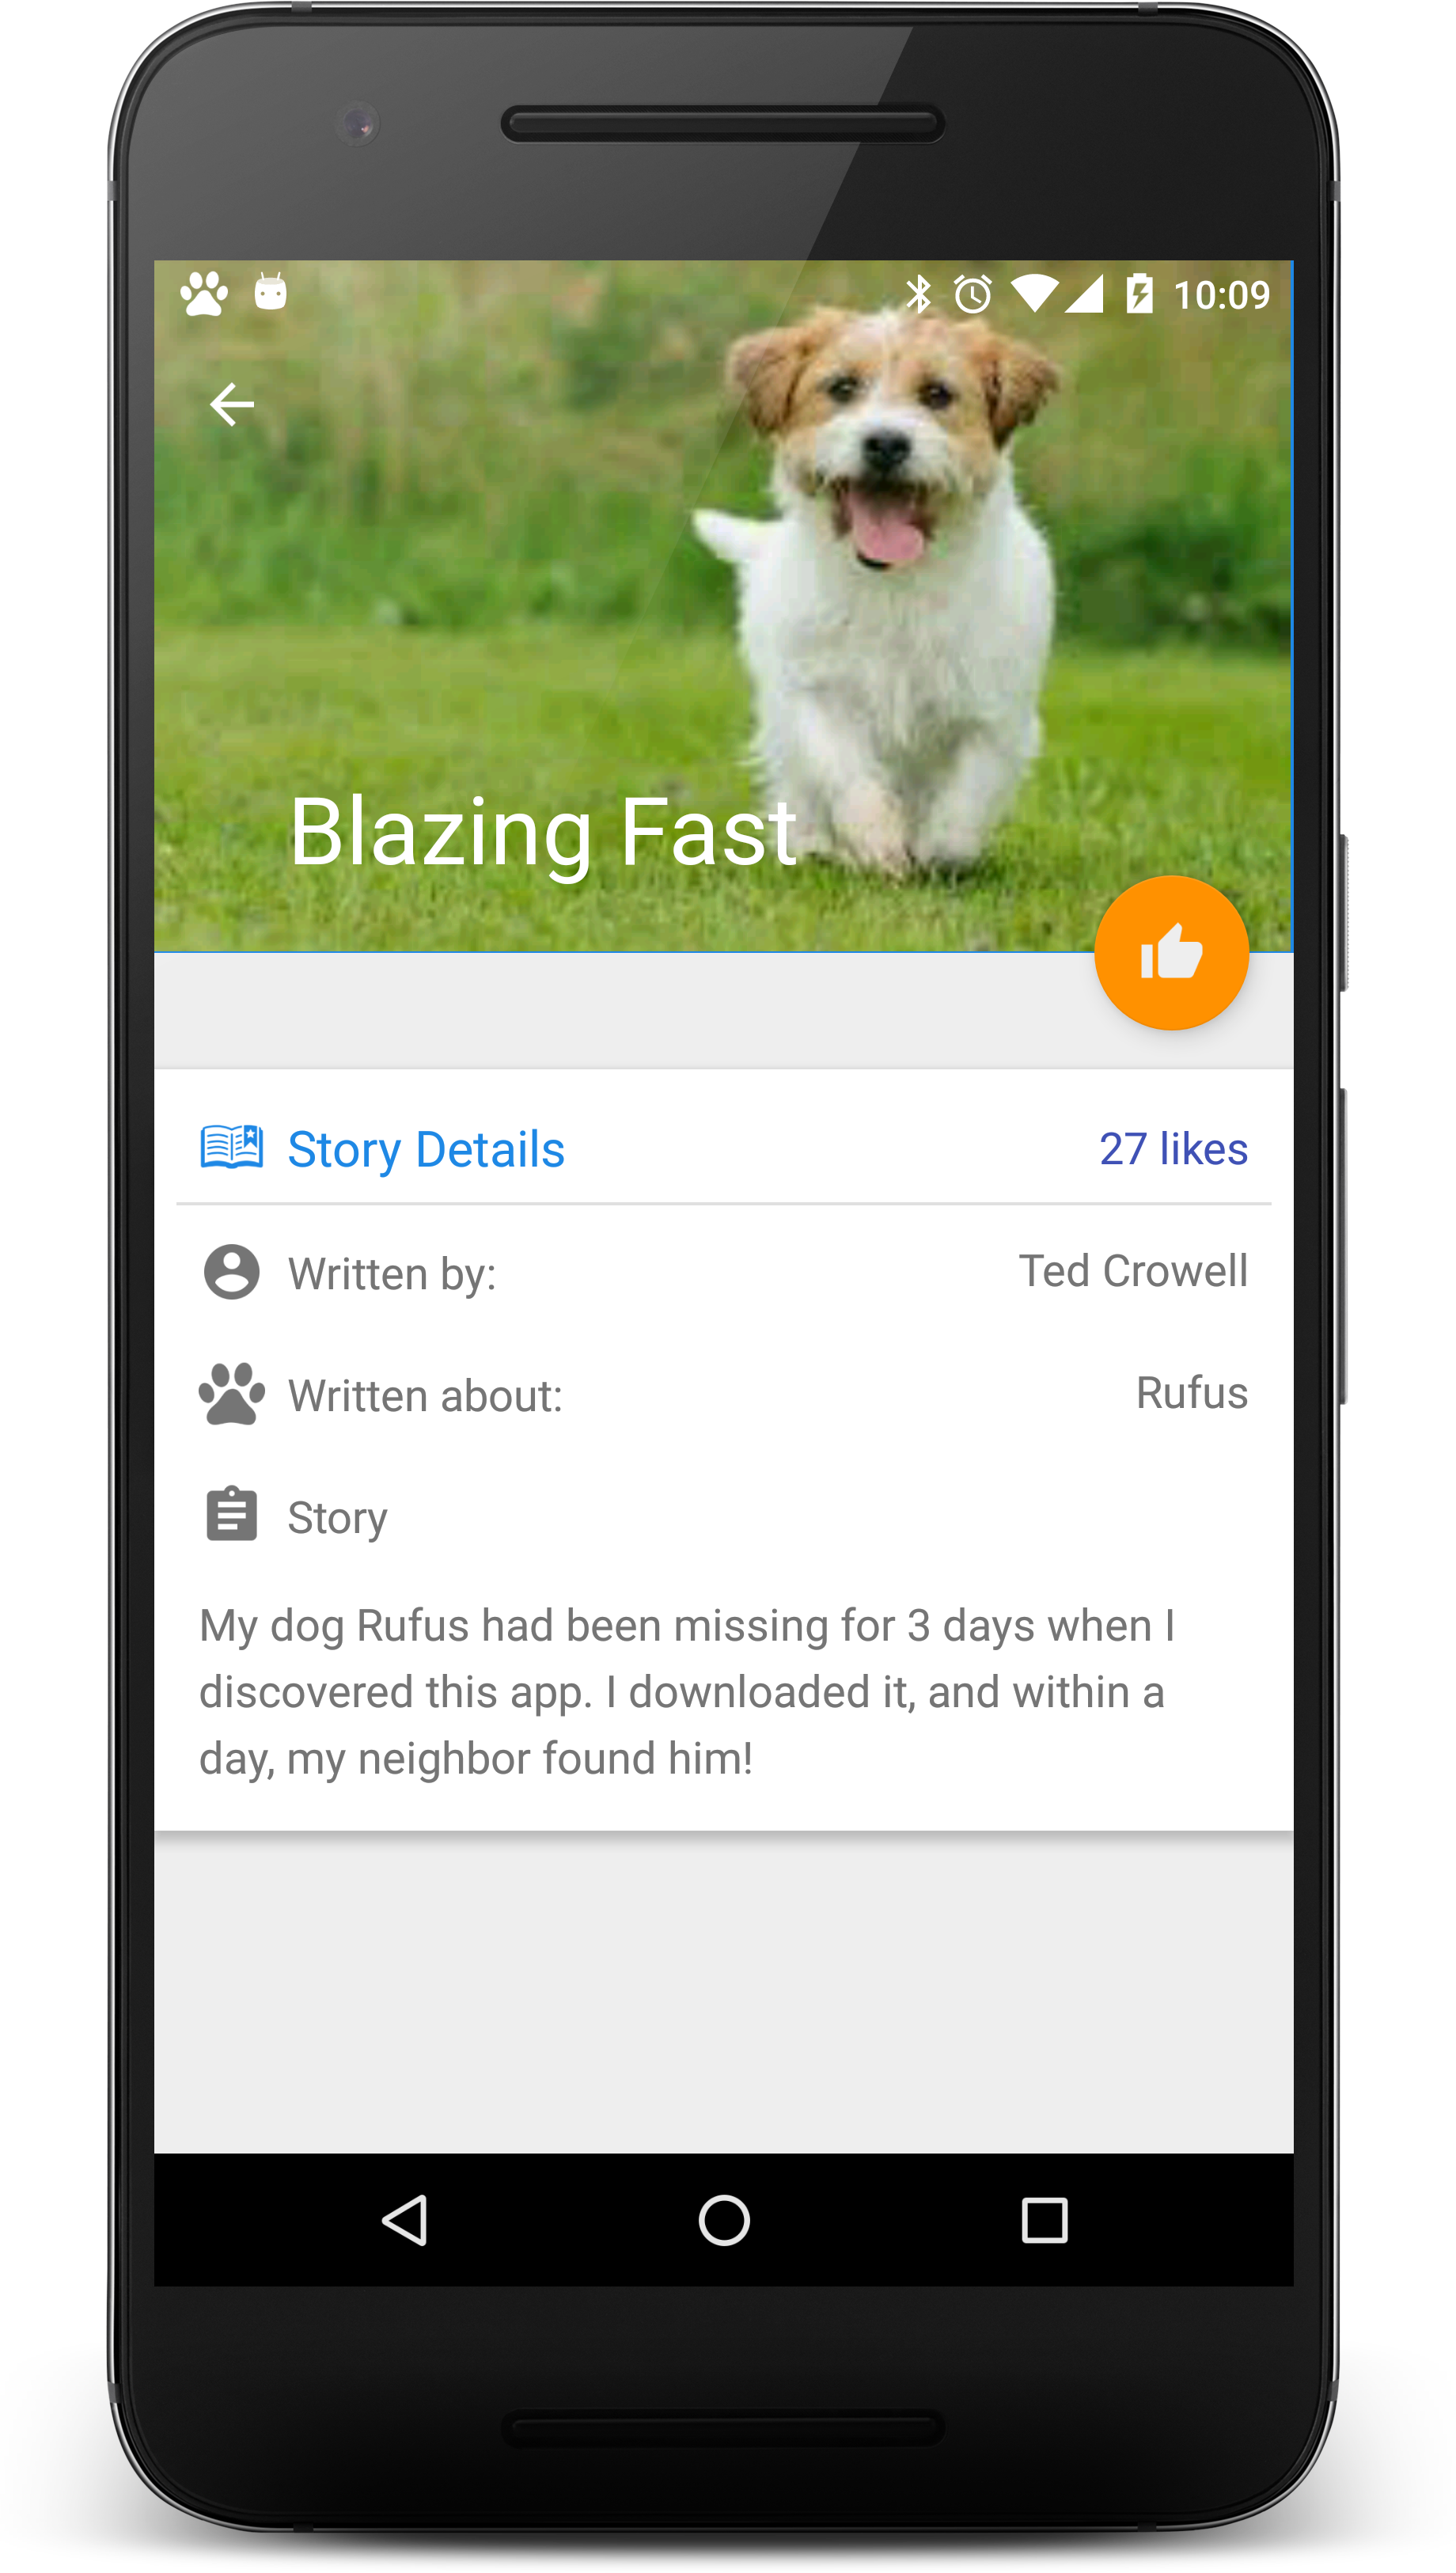 10:09
Blazing Fast
Story Details
27 likes
Written by:
Ted Crowell
Written about:
Rufus
Story
My dog Rufus had been missing for 3 days when I
discovered this app. I downloaded it, and within a
day, my neighbor found him!